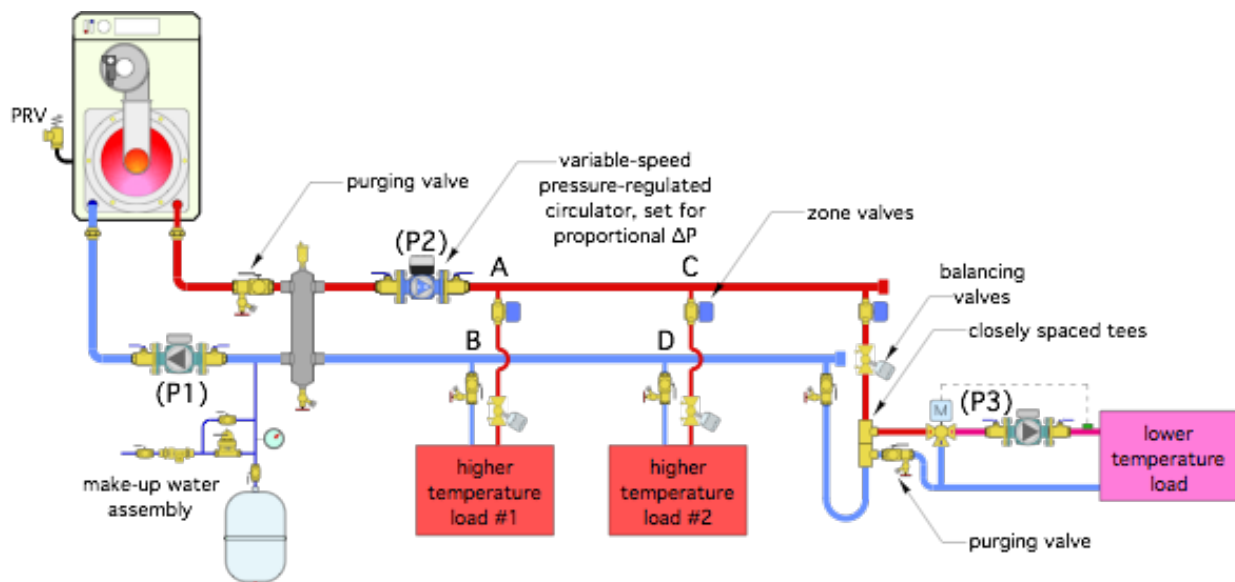 PRV
purging valve
variable-speed
pressure-regulated
circulator, set for
proportional ΔP
zone valves
(P2)
A
C
balancing
valves
closely spaced tees
B
D
(P1)
M
(P3)
make-up water
assembly
higher
temperature
load #1
higher
temperature
load #2
lower
temperature
load
purging valve